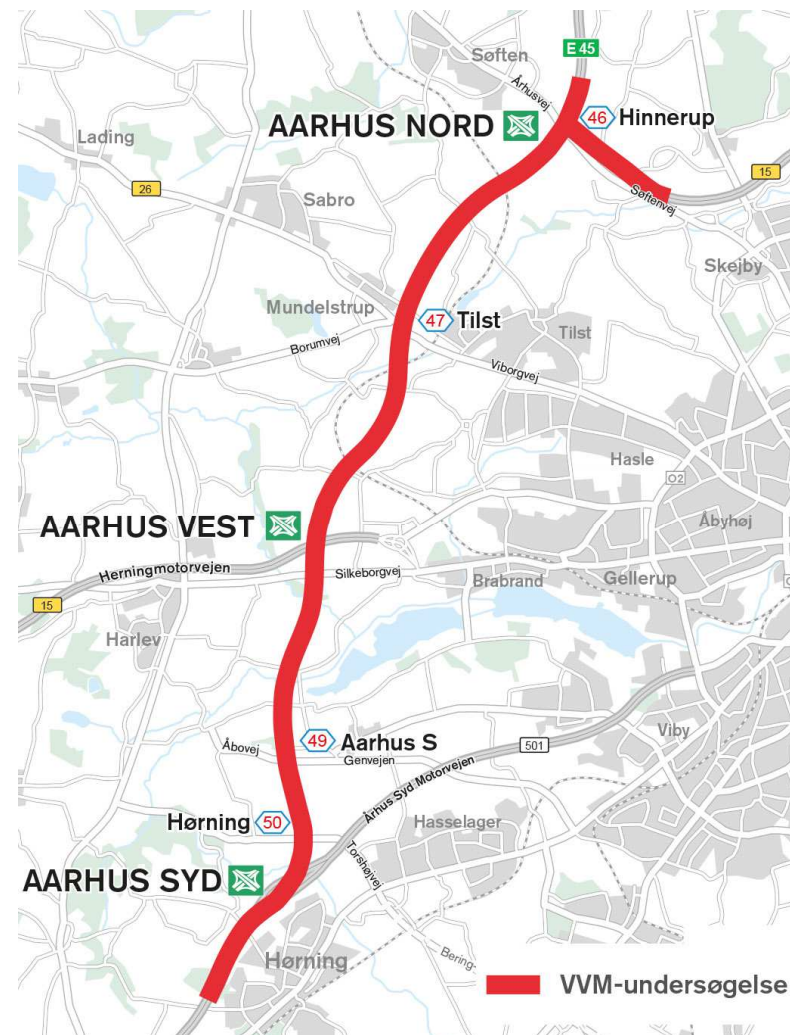 E45
Søften
Århusvej
AARHUS NORD
46 Hinnerup
Lading
26
15
Sabro
Søftenvej
Skejby
Mundelstrup
47 Tilst
Tilst
Borumvej
Viborgvej
Hasle
O2
Åbyhøj
AARHUS VEST
Herningmotorvejen
Silkeborgvej
Brabrand
Gellerup
15
Harlev
49 Aarhus S
Åbovej
Genvejen
501
Viby
Århus Syd Motorvejen
Hørning 50
Hasselager
Torshøjvej
AARHUS SYD
Hørning
Bering-
VVM-undersøgelse